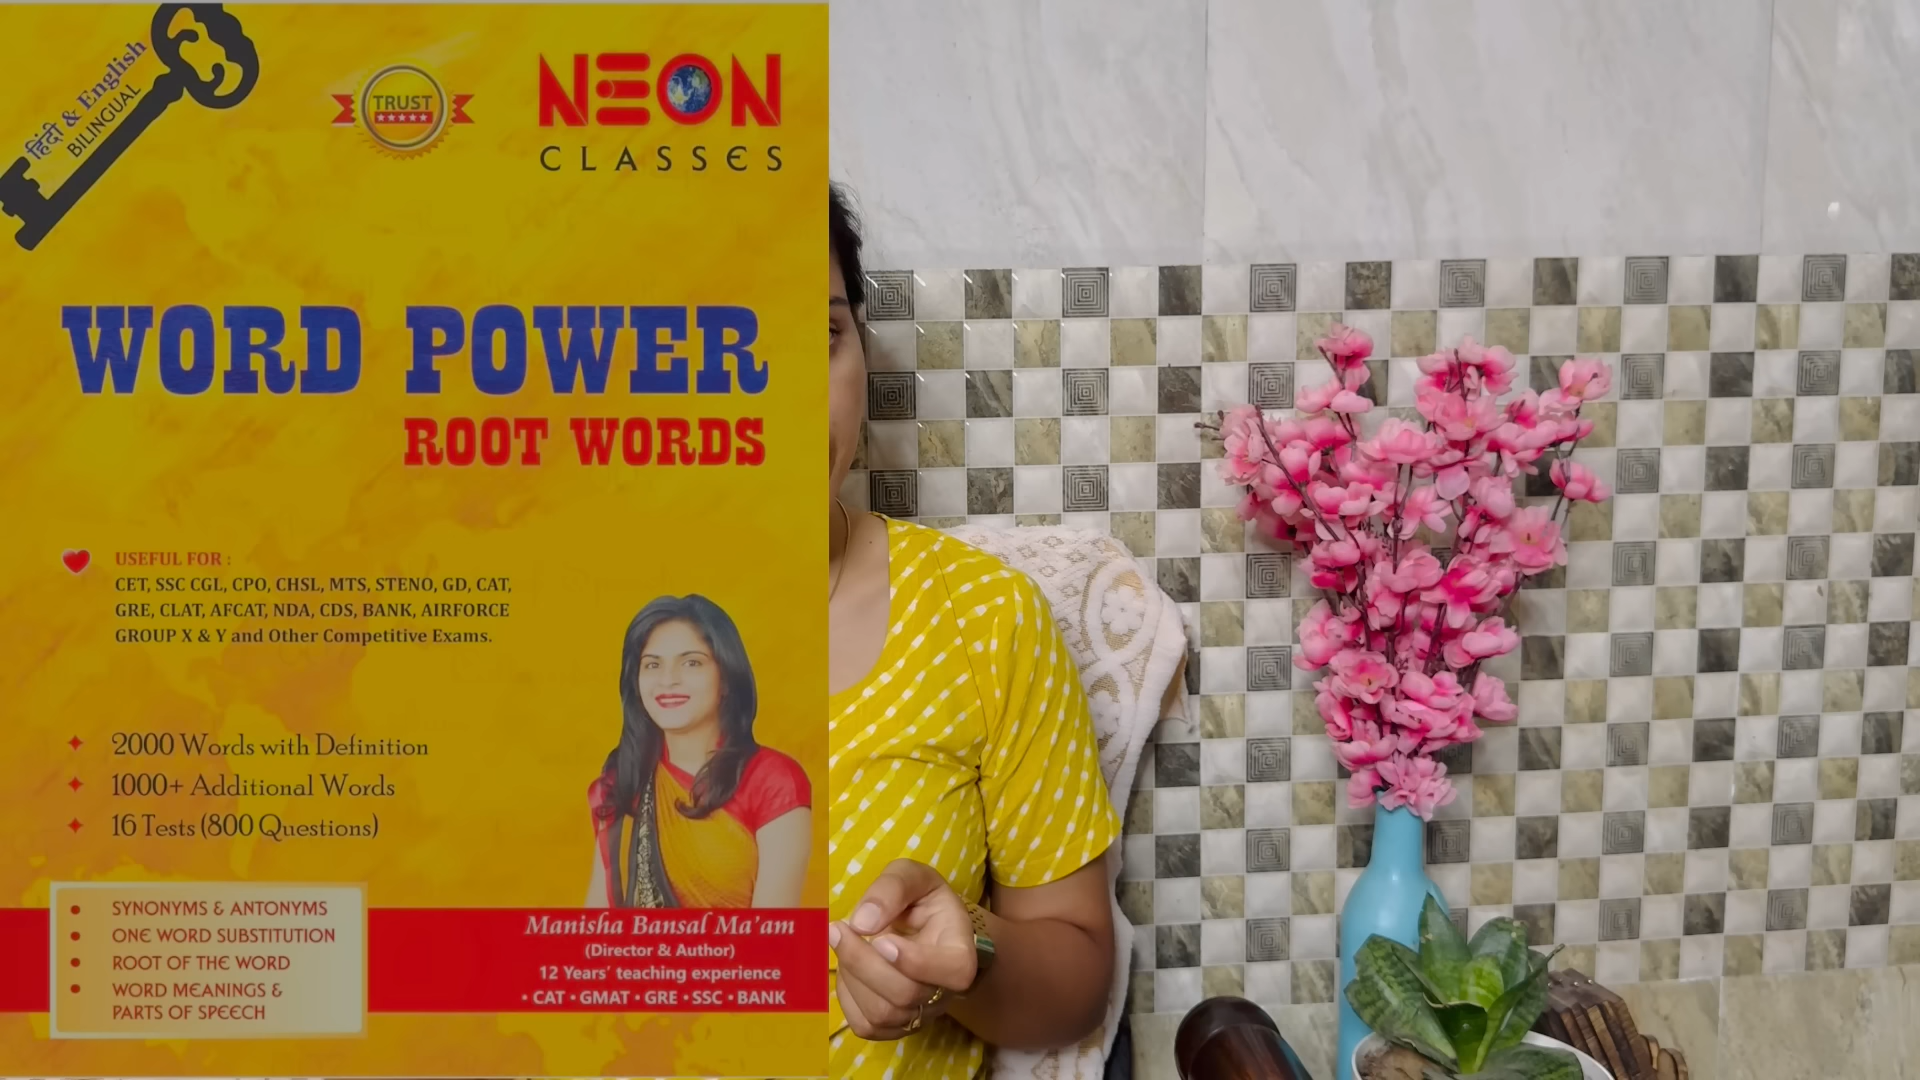 हिंदी & English
BILINGUAL
TRUST
NEON
CLASSES
WORD POWER
ROOT WORDS
USEFUL FOR :
CET, SSC CGL, CPO, CHSL, MTS, STENO, GD, CAT,
GRE, CLAT, AFCAT, NDA, CDS, BANK, AIRFORCE
GROUP X & Y and Other Competitive Exams.
2000 Words with Definition
1000+ Additional Words
16 Tests (800 Questions)
• SYNONYMS & ANTONYMS
• ONE WORD SUBSTITUTION
• ROOT OF THE WORD
• WORD MEANINGS &
PARTS OF SPEECH
Manisha Bansal Ma'am
(Director & Author)
12 Years' teaching experience
• CAT • GMAT • GRE • SSC • BANK